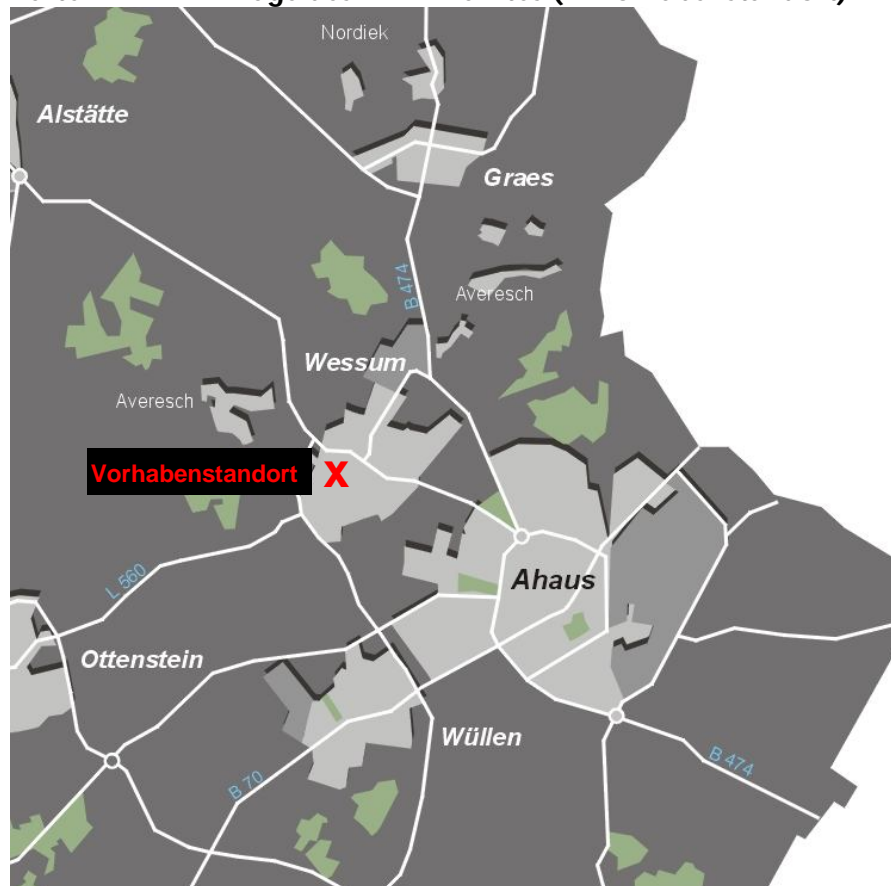 Nordiek
Alstätte
Graes
B 474
Averesch
Wessum
Averesch
Vorhabenstandort X
L 560
Ahaus
Ottenstein
Wüllen
B 474
B 70